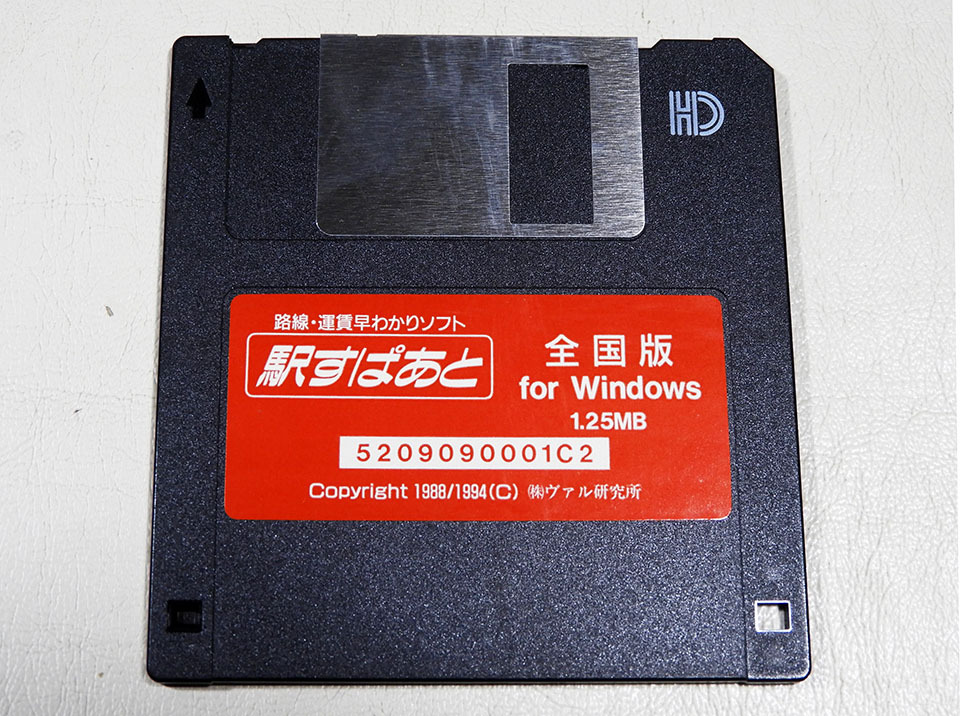 HD
路線・運賃早わかりソフト
駅すぱあと
全国版
for Windows
1.25MB
5209090001C2
Copyright 1988/1994(C) ㈱ヴァル研究所